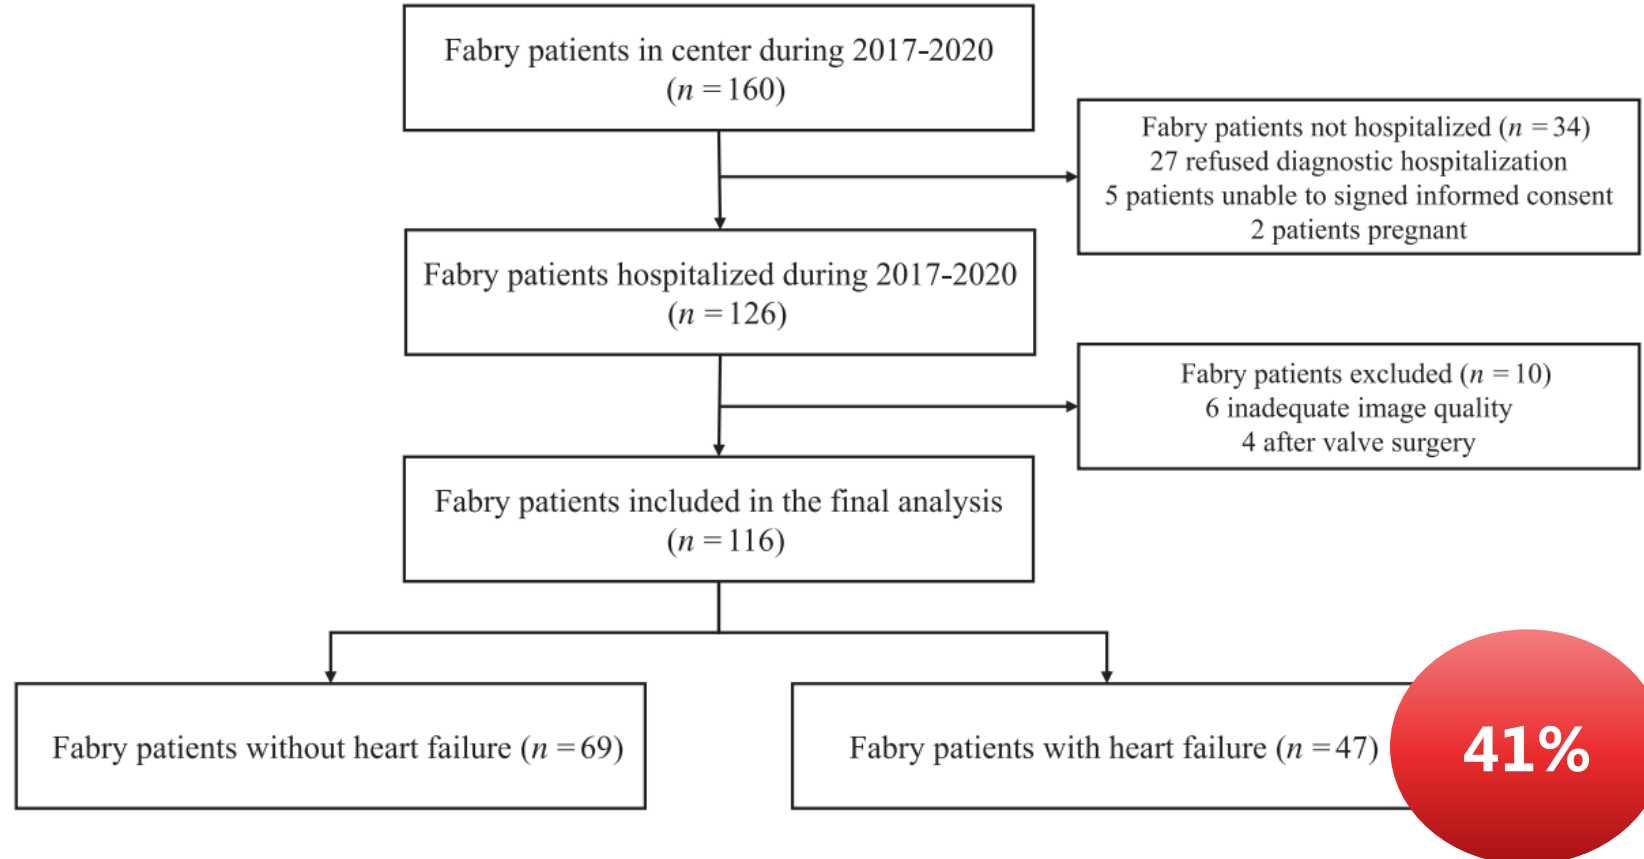 Fabry patients in center during 2017-2020
(n = 160)
Fabry patients not hospitalized (n = 34)
27 refused diagnostic hospitalization
5 patients unable to signed informed consent
2 patients pregnant
Fabry patients hospitalized during 2017-2020
(n = 126)
Fabry patients excluded (n = 10)
6 inadequate image quality
4 after valve surgery
Fabry patients included in the final analysis
(n = 116)
Fabry patients without heart failure (n = 69)
Fabry patients with heart failure (n = 47)
41%